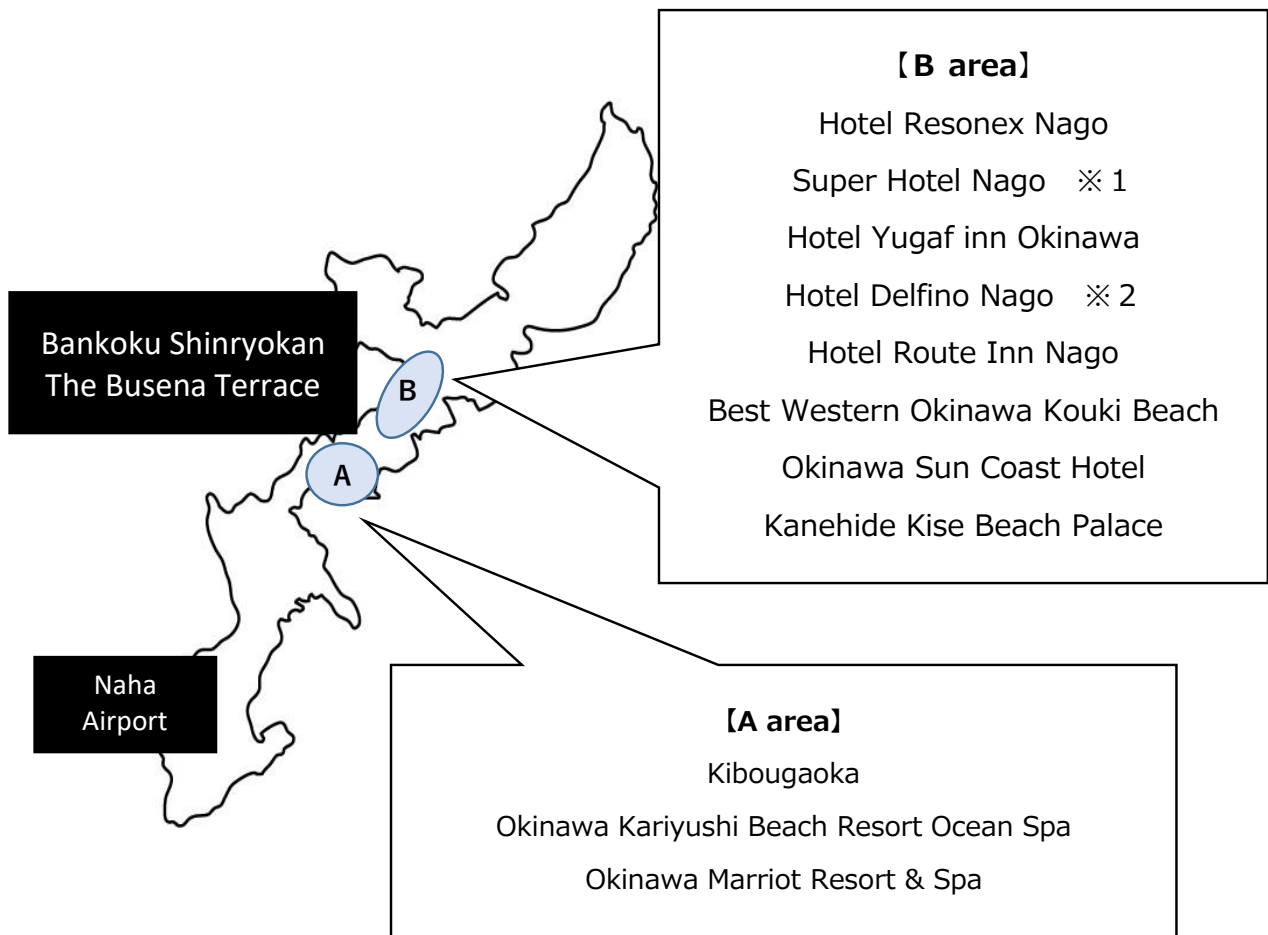 【B area】
Hotel Resonex Nago
Super Hotel Nago ※1
Hotel Yugaf inn Okinawa
Hotel Delfino Nago ※2
Hotel Route Inn Nago
Best Western Okinawa Kouki Beach
Okinawa Sun Coast Hotel
Kanehide Kise Beach Palace
Bankoku Shinryokan
The Busena Terrace
B
A
Naha
Airport
【A area】
Kibougaoka
Okinawa Kariyushi Beach Resort Ocean Spa
Okinawa Marriot Resort & Spa